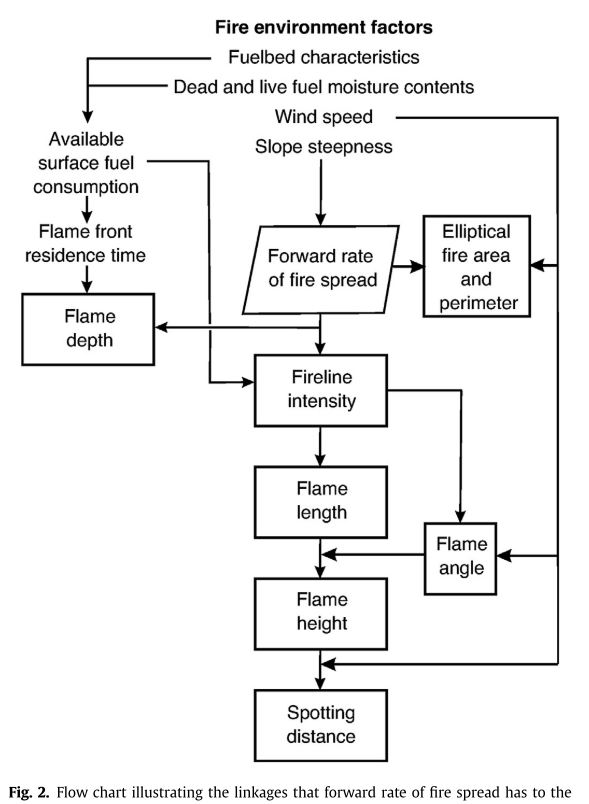 Fire environment factors
Fuelbed characteristics
Dead and live fuel moisture contents
Wind speed
Slope steepness
Available
surface fuel
consumption
Flame front
residence time
Flame
depth
Forward rate
of fire spread
Elliptical
fire area
and
perimeter
Fireline
intensity
Flame
length
Flame
angle
Flame
height
Spotting
distance
Fig. 2. Flow chart illustrating the linkages that forward rate of fire spread has to the